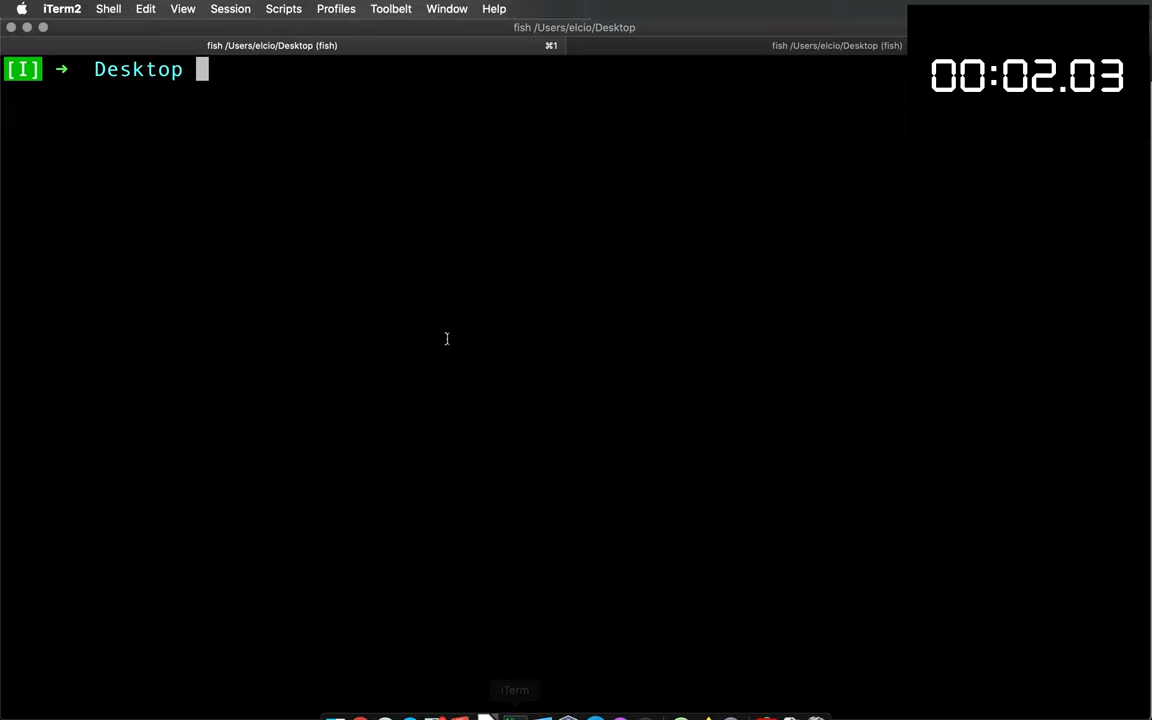 iTerm2 Shell Edit View Session Scripts Profiles Toolbelt Window Help
fish /Users/elcio/Desktop
fish /Users/elcio/Desktop (fish) ⌘1 fish /Users/elcio/Desktop (fish)
[I] → Desktop
00:02.03
iTerm